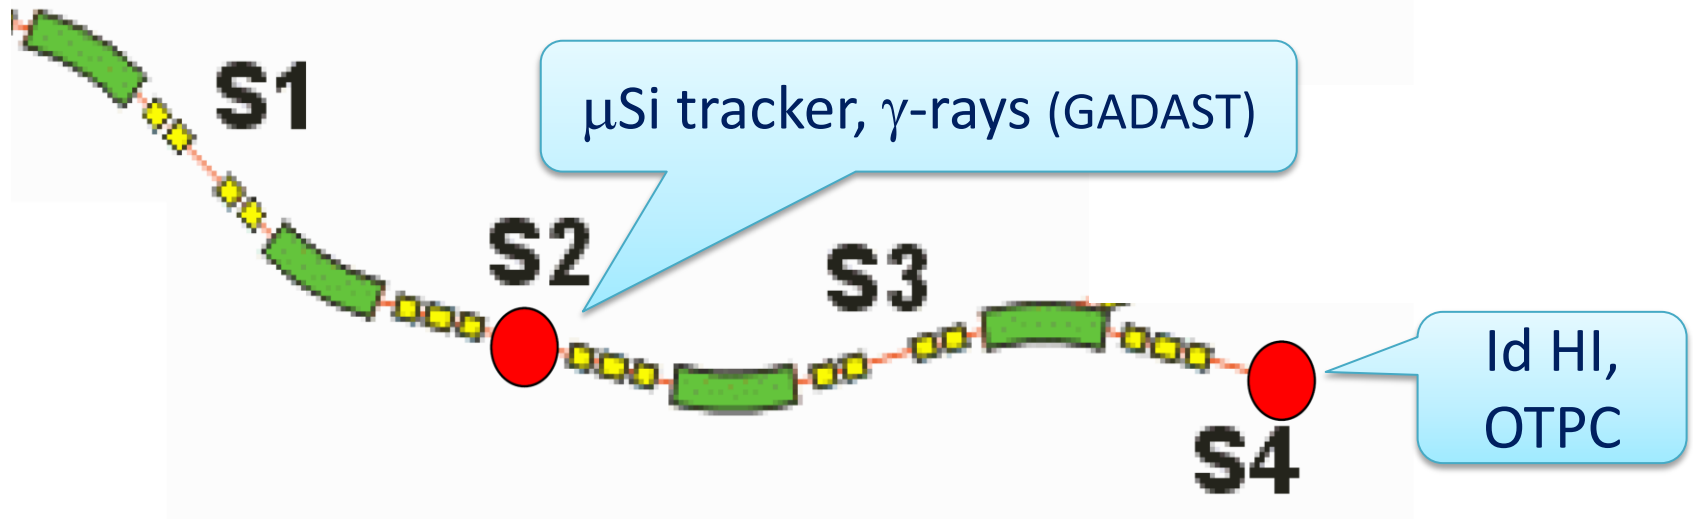 S1
μSi tracker, γ-rays (GADAST)
S2
S3
Id HI,
OTPC
S4